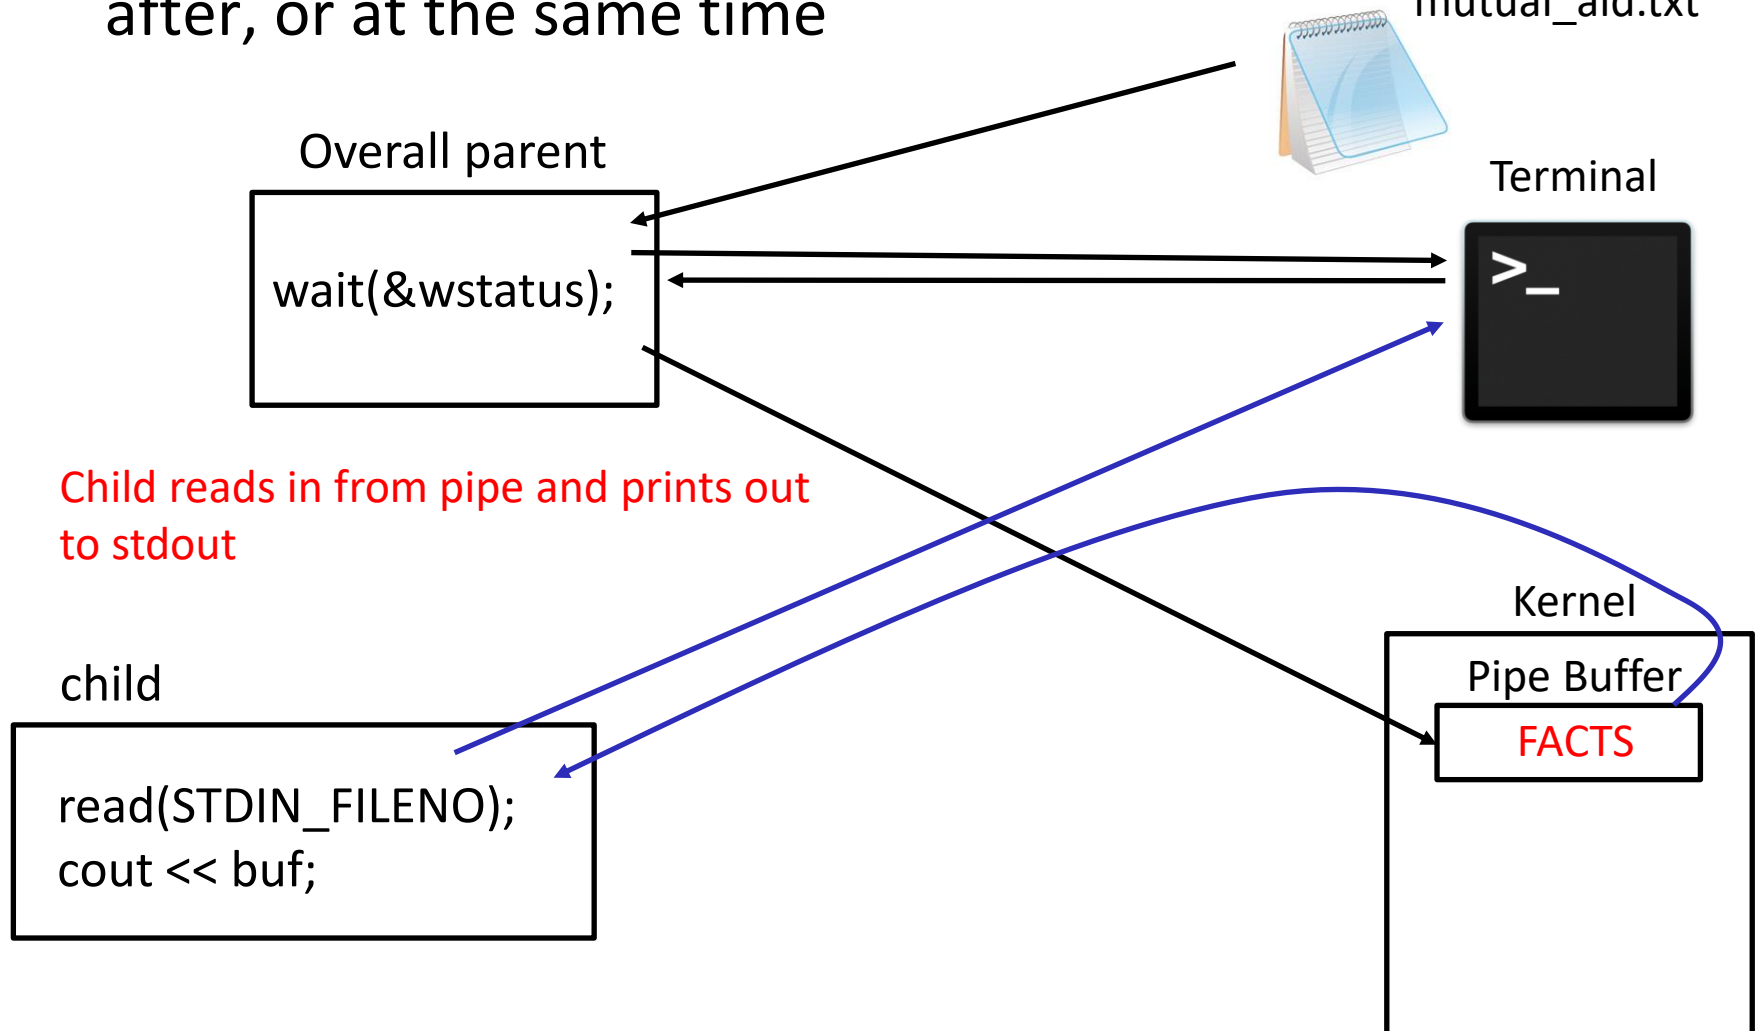 after, or at the same time
mutual_aid.txt
Overall parent
Terminal
wait(&wstatus);
>_
Child reads in from pipe and prints out
to stdout
Kernel
child
Pipe Buffer
FACTS
read(STDIN_FILENO);
cout << buf;